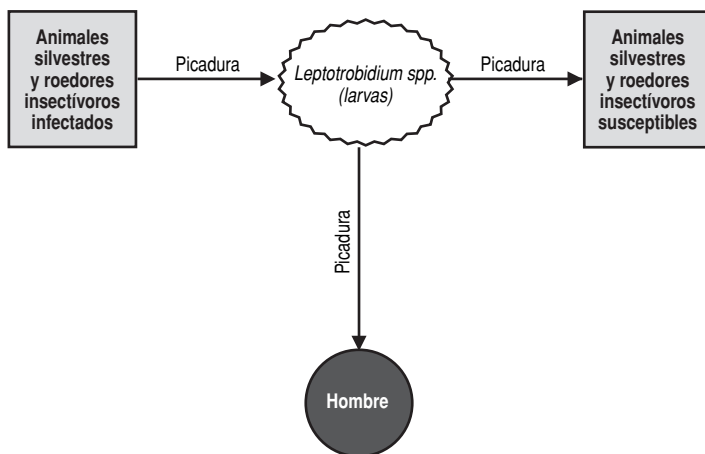 Animales
silvestres
y roedores
insectívoros
infectados
Picadura
Leptotrobidium spp.
(larvas)
Picadura
Animales
silvestres
y roedores
insectívoros
susceptibles
Picadura
Hombre